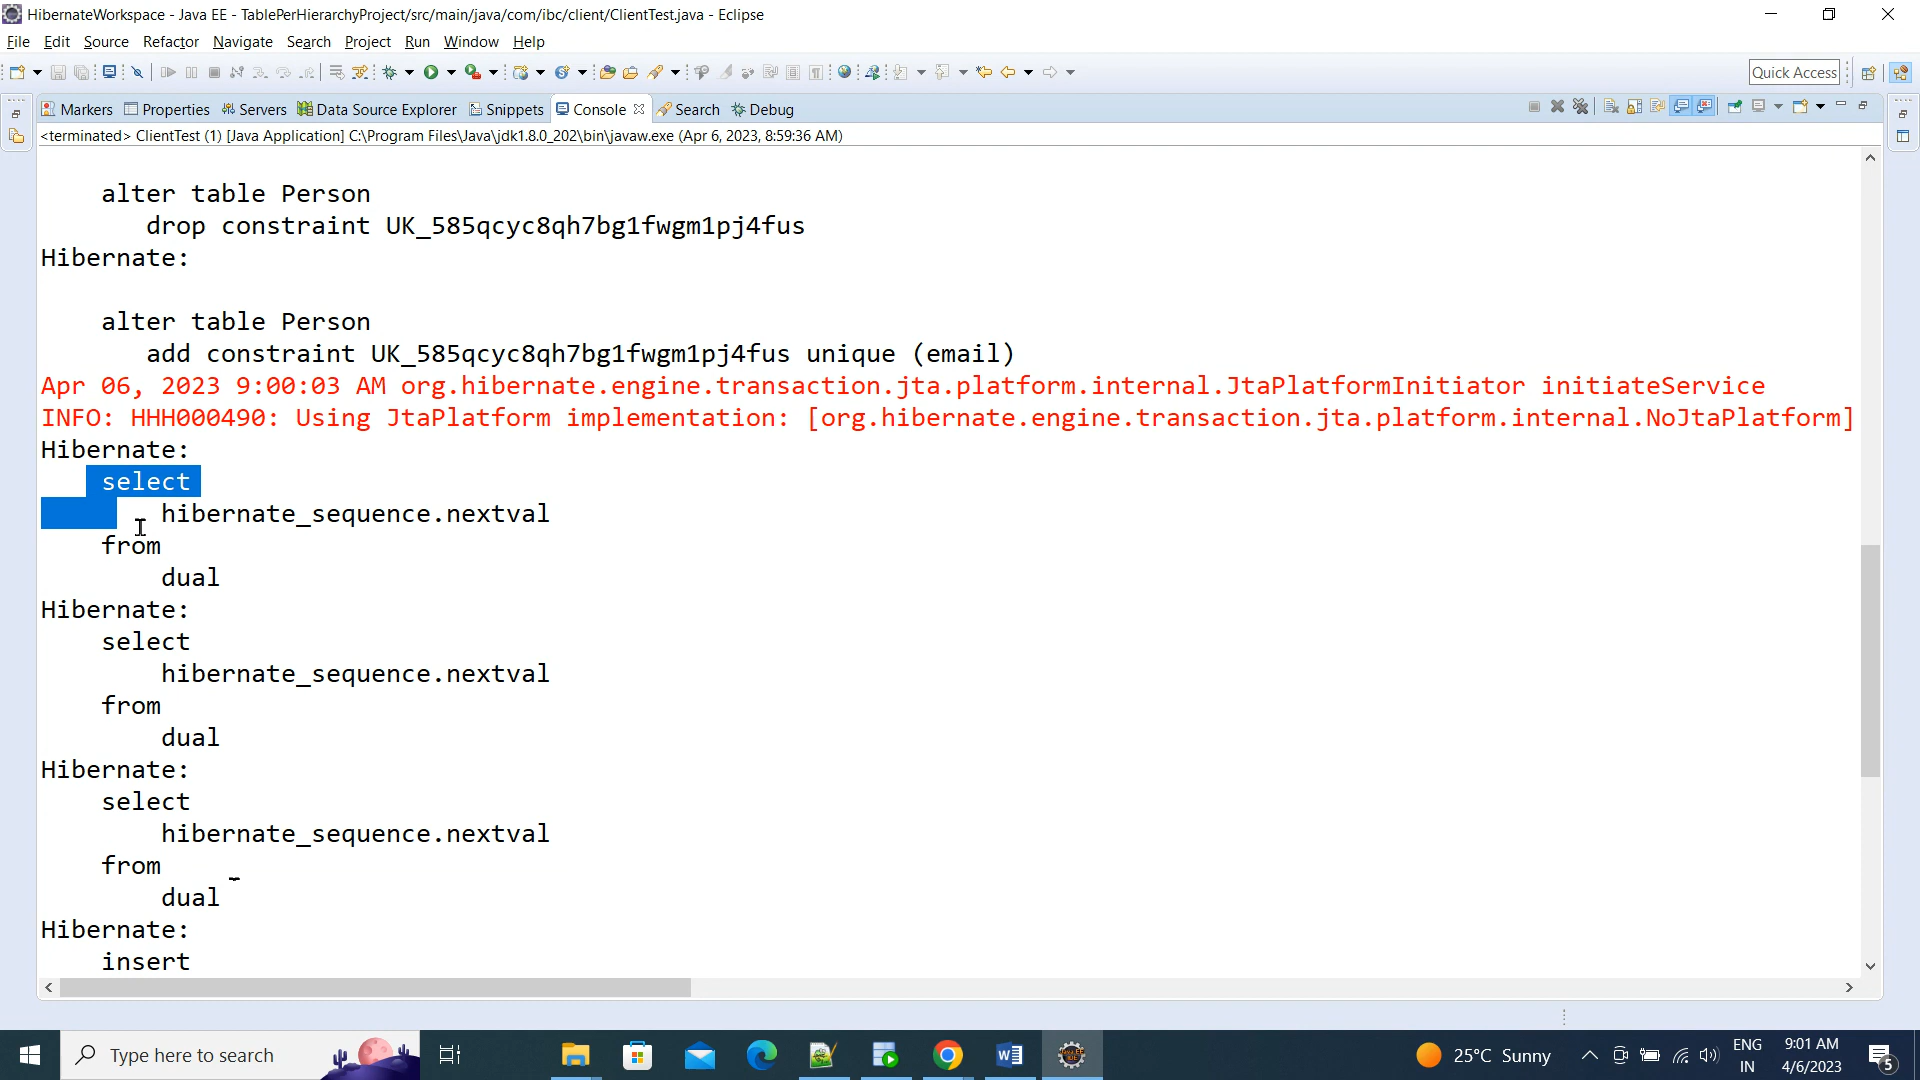 HibernateWorkspace - Java EE - TablePerHierarchyProject/src/main/java/com/ibc/client/ClientTest.java - Eclipse
File Edit Source Refactor Navigate Search Project Run Window Help
Quick Access
Markers Properties Servers Data Source Explorer Snippets Console Search Debug
<terminated> ClientTest (1) [Java Application] C:\Program Files\Java\jdk1.8.0_202\bin\javaw.exe (Apr 6, 2023, 8:59:36 AM)
alter table Person
drop constraint UK_585qcyc8qh7bg1fwgm1pj4fus
Hibernate:
alter table Person
add constraint UK_585qcyc8qh7bg1fwgm1pj4fus unique (email)
Apr 06, 2023 9:00:03 AM org.hibernate.engine.transaction.jta.platform.internal.JtaPlatformInitiator initiateService
INFO: HHH000490: Using JtaPlatform implementation: [org.hibernate.engine.transaction.jta.platform.internal.NoJtaPlatform]
Hibernate:
select
hibernate_sequence.nextval
from
dual
Hibernate:
select
hibernate_sequence.nextval
from
dual
Hibernate:
select
hibernate_sequence.nextval
from
dual
Hibernate:
insert
Type here to search
25°C Sunny
ENG
IN
9:01 AM
4/6/2023
5